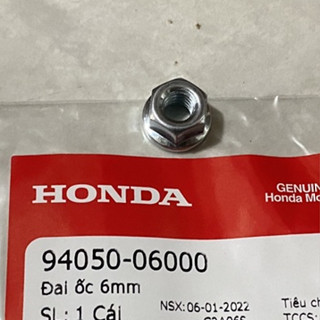 HONDA
GENUIN
Honda Mo
94050-06000
Đai ốc 6mm
SL : 1 Cái
NSX: 06-01-2022
Tiêu ch
TCCS: